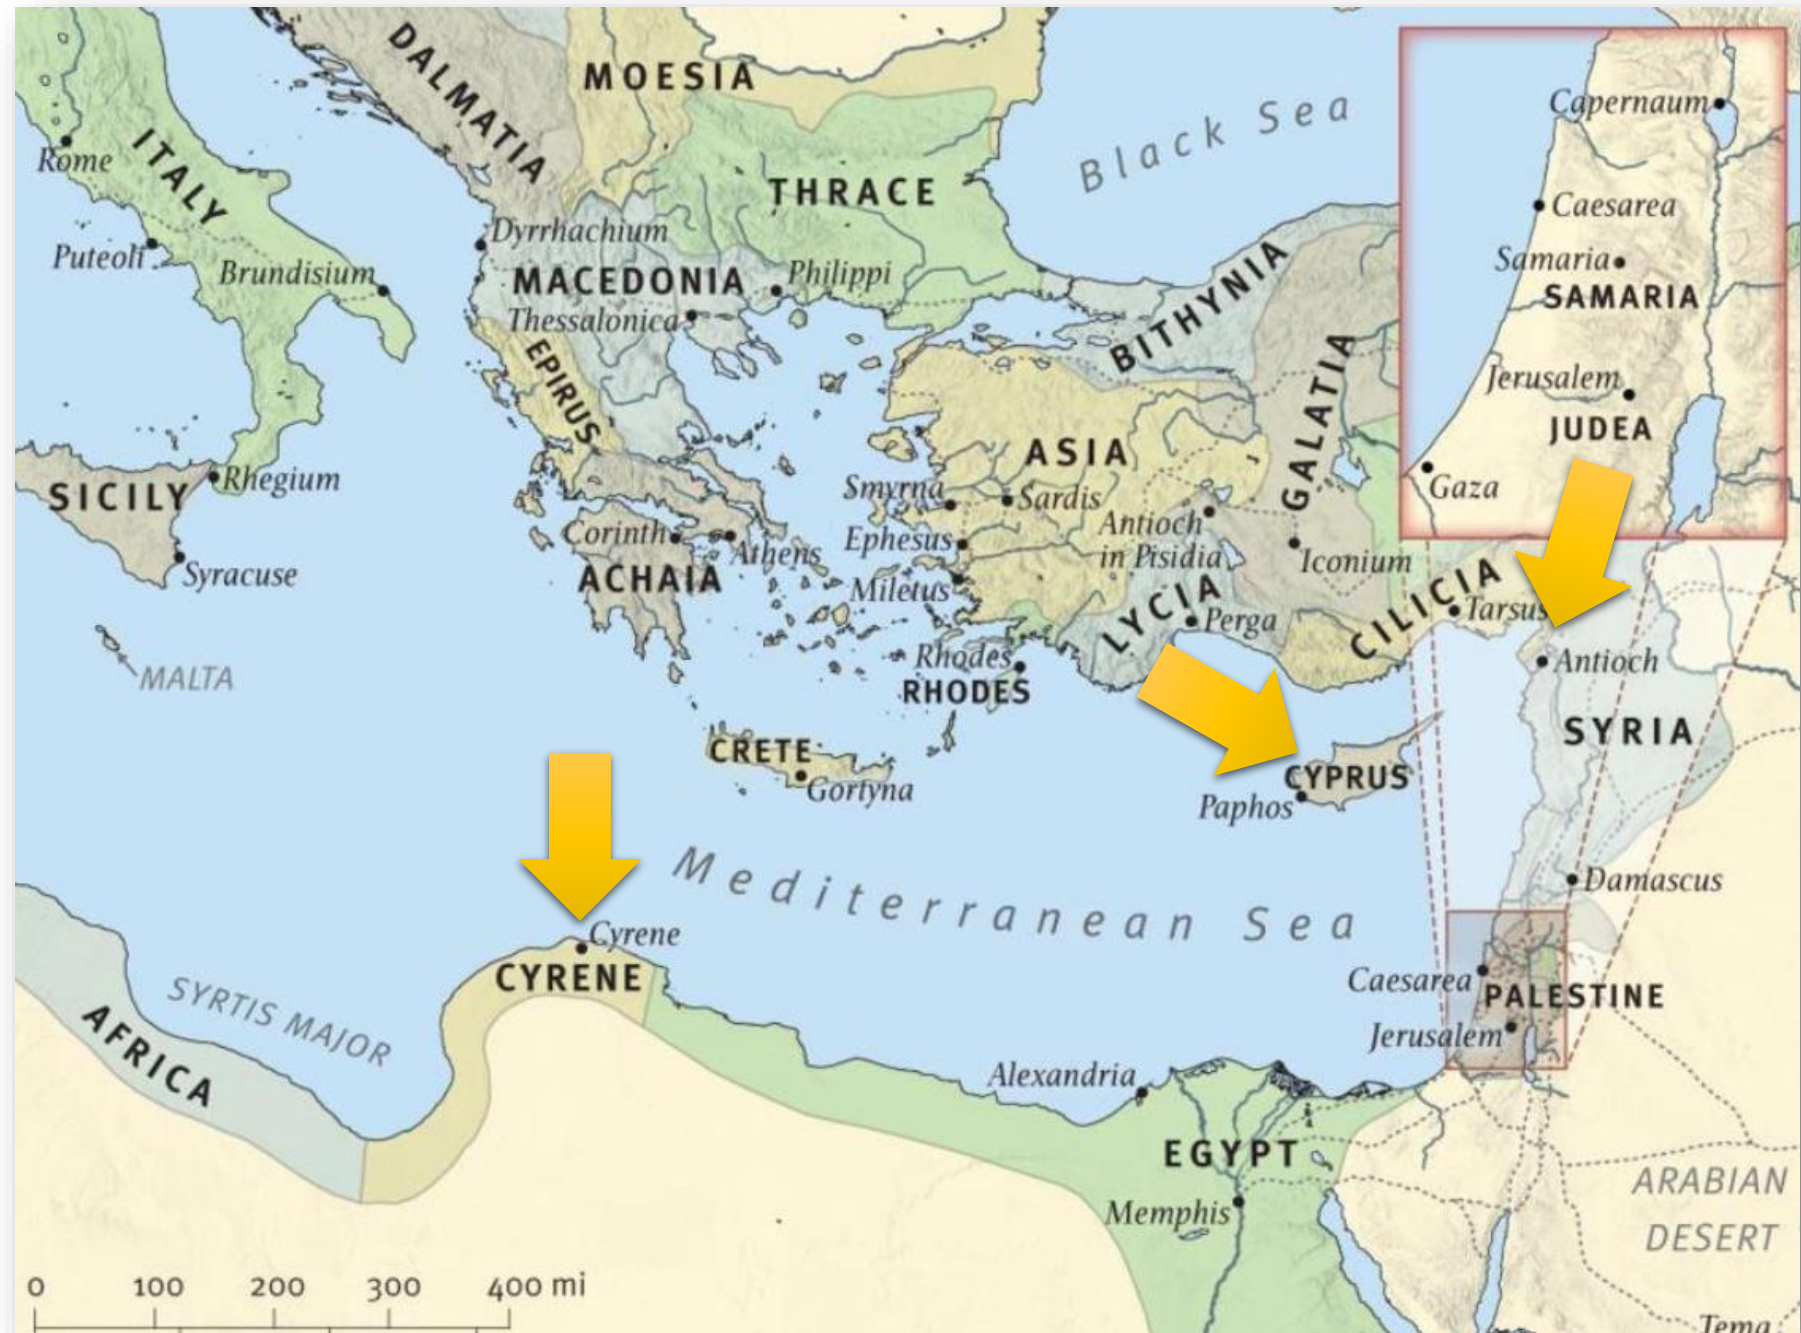 DALMATIA
MOESIA
Black Sea
Capernaum
ITALY
Rome
THRACE
Caesarea
Dyrrhachium
Puteoli
Brundisium
MACEDONIA
Philippi
Samaria
SAMARIA
Thessalonica
BITHYNIA
EPIRUS
GALATIA
Jerusalem
JUDEA
ASIA
SICILY
Rhegium
Smyrna
Sardis
Gaza
Corinth
Athens
Ephesus
Antioch
in Pisidia
Iconium
ACHAIA
Syracuse
Miletus
LYCIA
Perga
CILICIA
Tarsus
MALTA
Rhodes
RHODES
Antioch
SYRIA
CRETE
Gortyna
CYPRUS
Paphos
Mediterranean Sea
Damascus
Cyrene
CYRENE
SYRTIS MAJOR
AFRICA
Caesarea
PALESTINE
Jerusalem
Alexandria
EGYPT
Memphis
ARABIAN
DESERT
0 100 200 300 400 mi
Tema